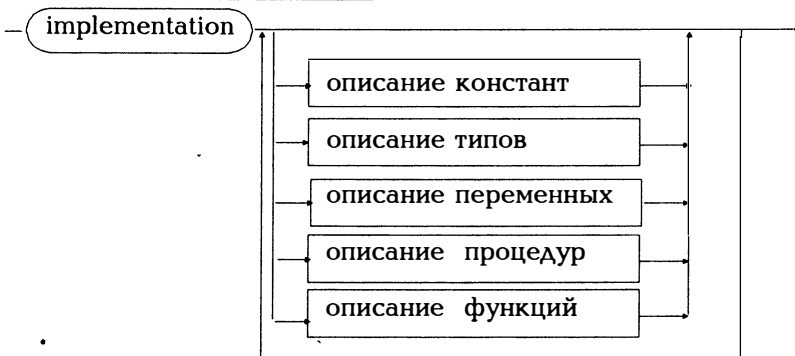 implementation
описание констант
описание типов
описание переменных
описание процедур
описание функций